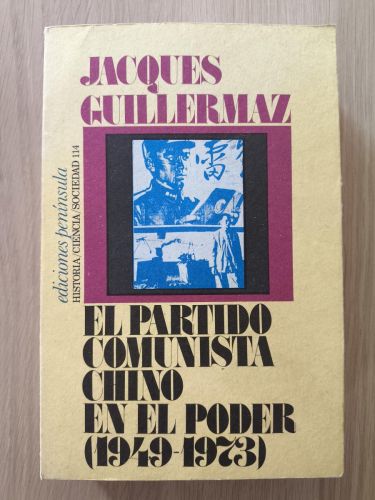 JACQUES
GUILLERMAZ
ediciones península
HISTORIA/CIENCIA/SOCIEDAD 114
EL PARTIDO
COMUNISTA
CHINO
EN EL PODER
(1949-1973)